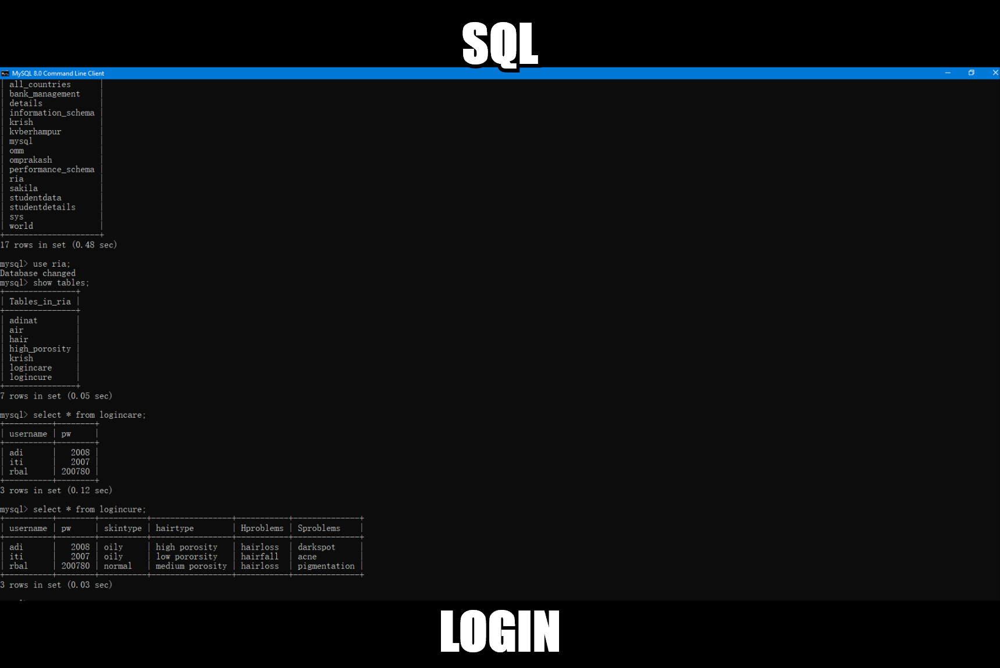 SQL
MySQL 8.0 Command Line Client
| all_countries |
| bank_management |
| details |
| information_schema |
| krish |
| kvberhampur |
| mysql |
| omm |
| omprakash |
| performance_schema |
| ria |
| sakila |
| studentdata |
| studentdetails |
| sys |
| world |
+--------------------+
17 rows in set (0.48 sec)
mysql> use ria;
Database changed
mysql> show tables;
+---------------+
| Tables_in_ria |
+---------------+
| adinat |
| air |
| hair |
| high_porosity |
| krish |
| logincare |
| logincure |
+---------------+
7 rows in set (0.05 sec)
mysql> select * from logincare;
+----------+--------+
| username | pw |
+----------+--------+
| adi | 2008 |
| iti | 2007 |
| rbal | 200780 |
+----------+--------+
3 rows in set (0.12 sec)
mysql> select * from logincure;
+----------+--------+----------+-----------------+-----------+--------------+
| username | pw | skintype | hairtype | Hproblems | Sproblems |
+----------+--------+----------+-----------------+-----------+--------------+
| adi | 2008 | oily | high porosity | hairloss | darkspot |
| iti | 2007 | oily | low pororsity | hairfall | acne |
| rbal | 200780 | normal | medium porosity | hairloss | pigmentation |
+----------+--------+----------+-----------------+-----------+--------------+
3 rows in set (0.03 sec)
LOGIN